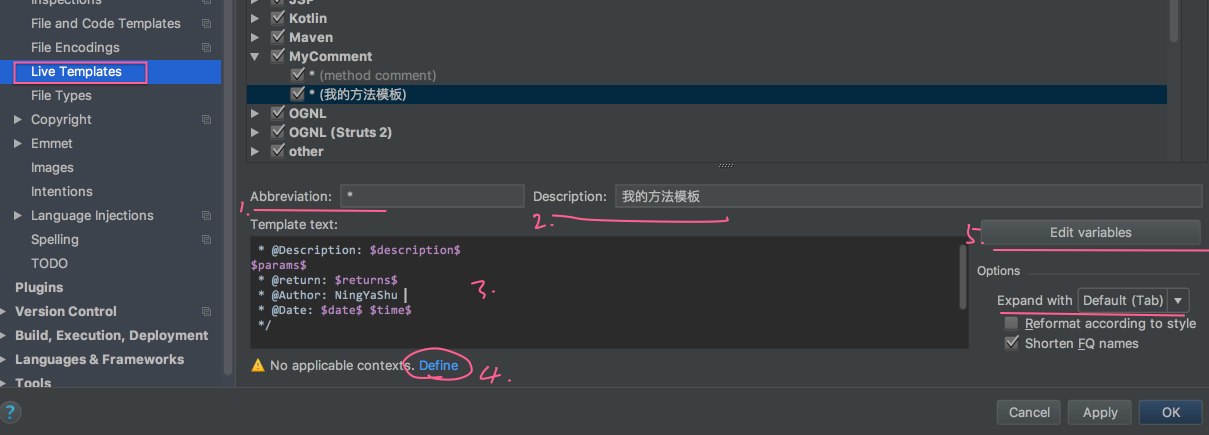 Inspections
JSP
File and Code Templates
Kotlin
File Encodings
Maven
Live Templates
MyComment
* (method comment)
File Types
* (我的方法模板)
Copyright
OGNL
Emmet
OGNL (Struts 2)
Images
other
Intentions
Abbreviation: *
Description: 我的方法模板
1.
2.
Language Injections
Template text:
Spelling
TODO
Plugins
Version Control
Build, Execution, Deployment
Languages & Frameworks
Tools
* @Description: $description$
$params$
* @return: $returns$
* @Author: NingYaShu
* @Date: $date$ $time$
*/
3.
5.
Edit variables
Options
Expand with Default (Tab)
Reformat according to style
Shorten FQ names
No applicable contexts. Define
4.
?
Cancel
Apply
OK